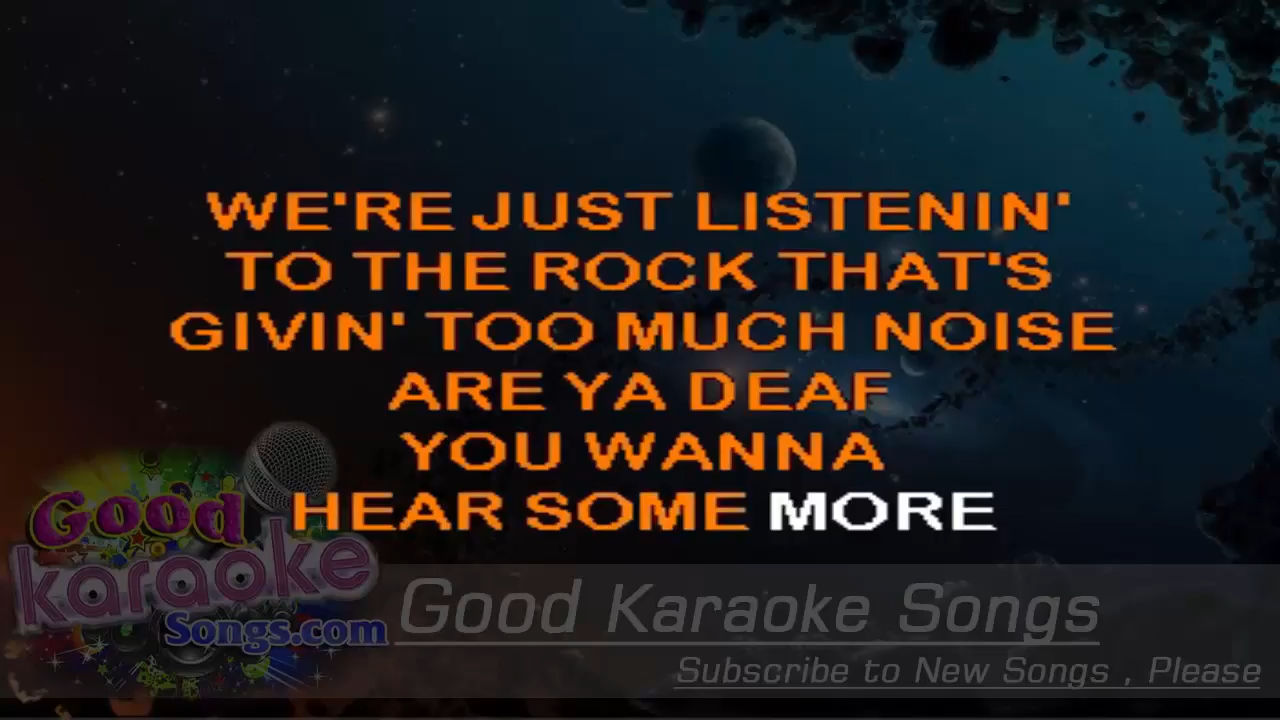 WE'RE JUST LISTENIN'
TO THE ROCK THAT'S
GIVIN' TOO MUCH NOISE
ARE YA DEAF
YOU WANNA
HEAR SOME MORE
Good
karaoke
Songs.com
Good Karaoke Songs
Subscribe to New Songs , Please